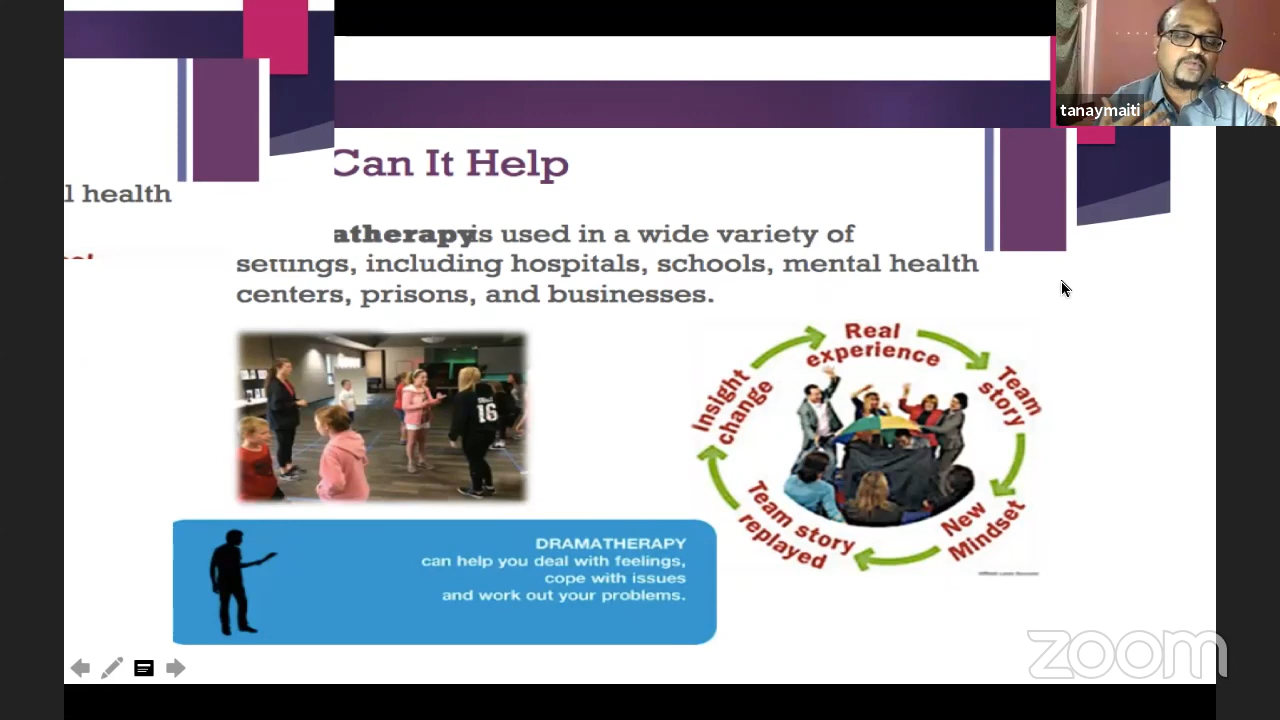 tanaymaiti
Can It Help
l health
atherapy is used in a wide variety of
settings, including hospitals, schools, mental health
centers, prisons, and businesses.
Real
experience
Team
story
New
Mindset
Team story
replayed
Insight
change
16
DRAMATHERAPY
can help you deal with feelings,
cope with issues
and work out your problems.
zoom